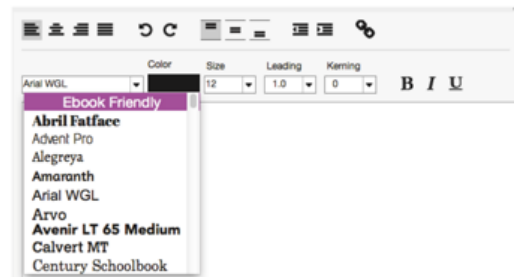 Color Size Leading Kerning
Arial WGL 12 1.0 0 B I U
Ebook Friendly
Abril Fatface
Advent Pro
Alegreya
Amaranth
Arial WGL
Arvo
Avenir LT 65 Medium
Calvert MT
Century Schoolbook